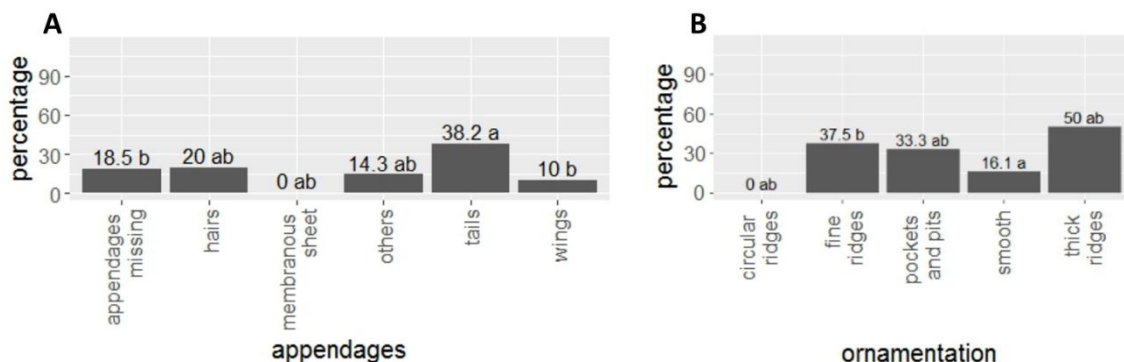 A
percentage
90
60
30
0
18.5 b
20 ab
0 ab
14.3 ab
38.2 a
10 b
appendages
missing
hairs
membranous
sheet
others
tails
wings
appendages
B
percentage
90
60
30
0
0 ab
37.5 b
33.3 ab
16.1 a
50 ab
circular
ridges
fine
ridges
pockets
and pits
smooth
thick
ridges
ornamentation